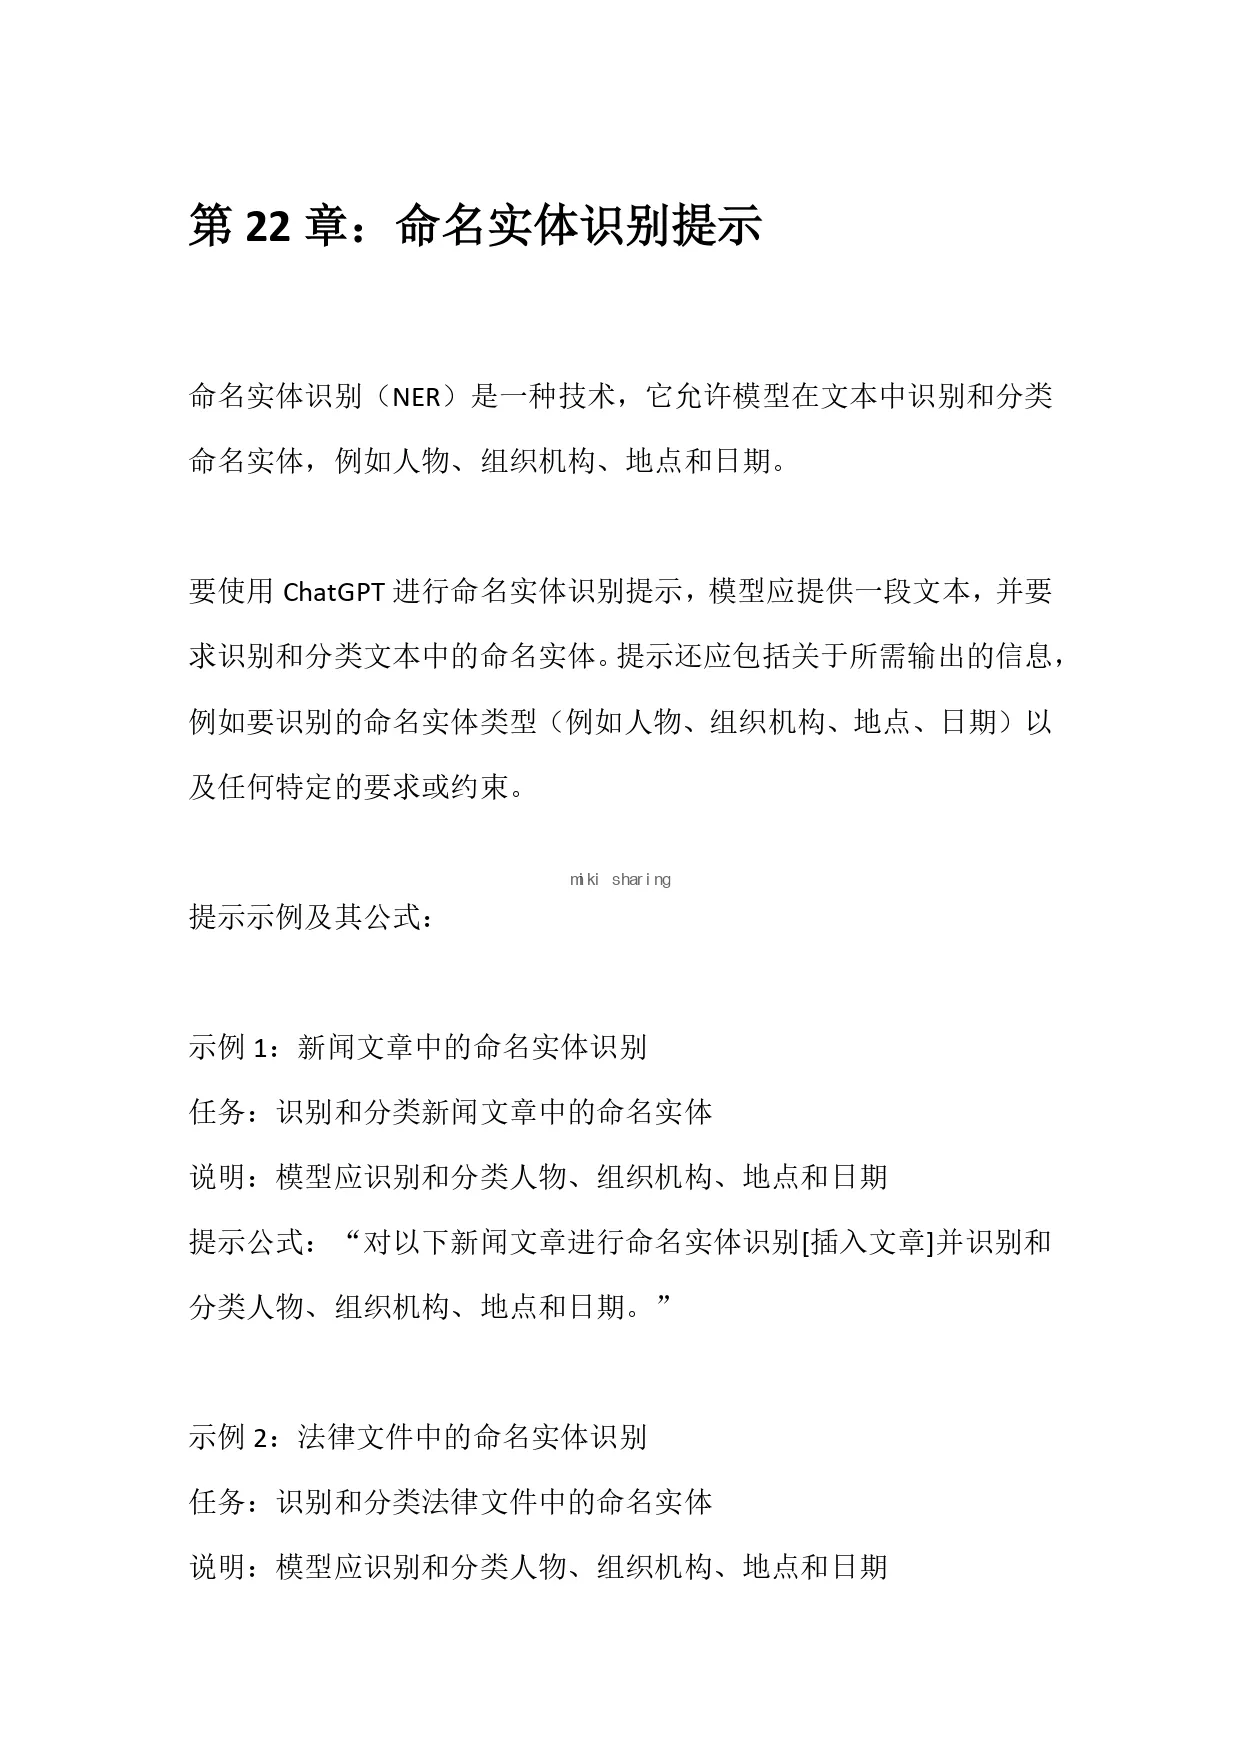 第 22 章：命名实体识别提示
命名实体识别（NER）是一种技术，它允许模型在文本中识别和分类
命名实体，例如人物、组织机构、地点和日期。
要使用 ChatGPT 进行命名实体识别提示，模型应提供一段文本，并要
求识别和分类文本中的命名实体。提示还应包括关于所需输出的信息，
例如要识别的命名实体类型（例如人物、组织机构、地点、日期）以
及任何特定的要求或约束。
miki sharing
提示示例及其公式：
示例 1：新闻文章中的命名实体识别
任务：识别和分类新闻文章中的命名实体
说明：模型应识别和分类人物、组织机构、地点和日期
提示公式：“对以下新闻文章进行命名实体识别[插入文章]并识别和
分类人物、组织机构、地点和日期。”
示例 2：法律文件中的命名实体识别
任务：识别和分类法律文件中的命名实体
说明：模型应识别和分类人物、组织机构、地点和日期